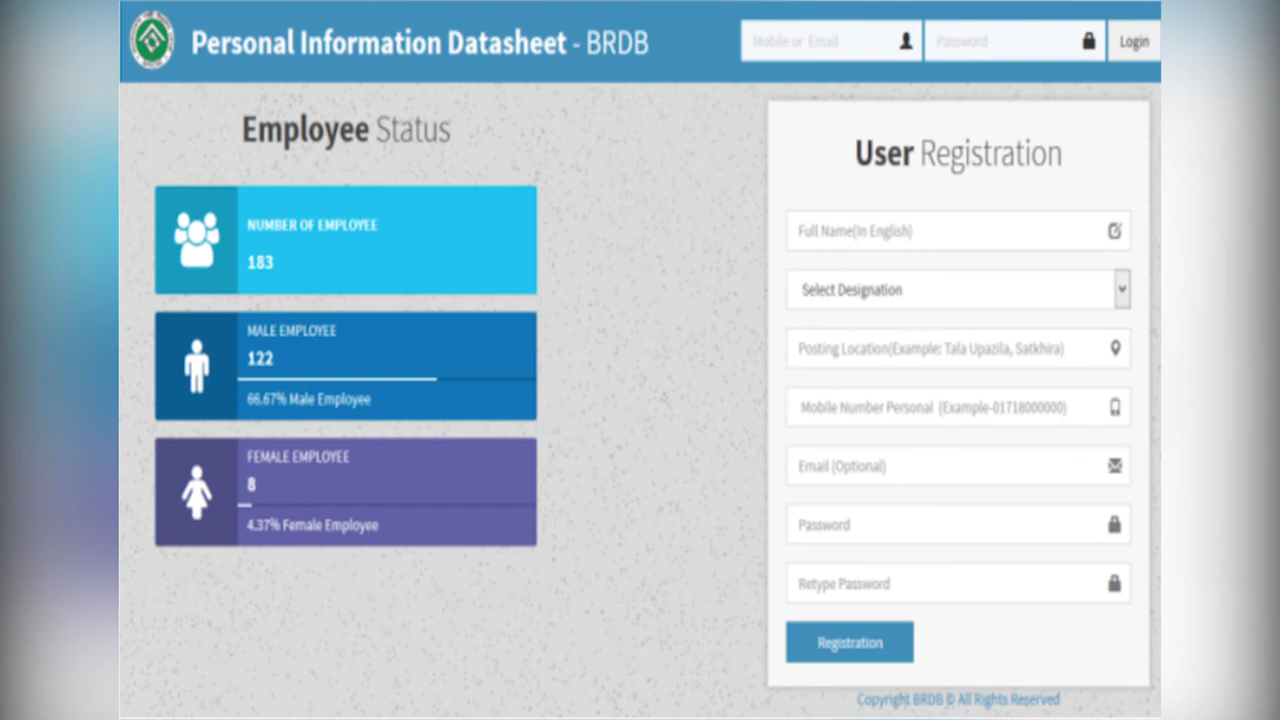 Personal Information Datasheet - BRDB
Mobile or Email
Password
Login
Employee Status
NUMBER OF EMPLOYEE
183
MALE EMPLOYEE
122
66.67% Male Employee
FEMALE EMPLOYEE
8
4.37% Female Employee
User Registration
Full Name(In English)
Select Designation
Posting Location(Example: Tala Upazila, Satkhira)
Mobile Number Personal (Example-01718000000)
Email (Optional)
Password
Retype Password
Registration
Copyright BRDB © All Rights Reserved